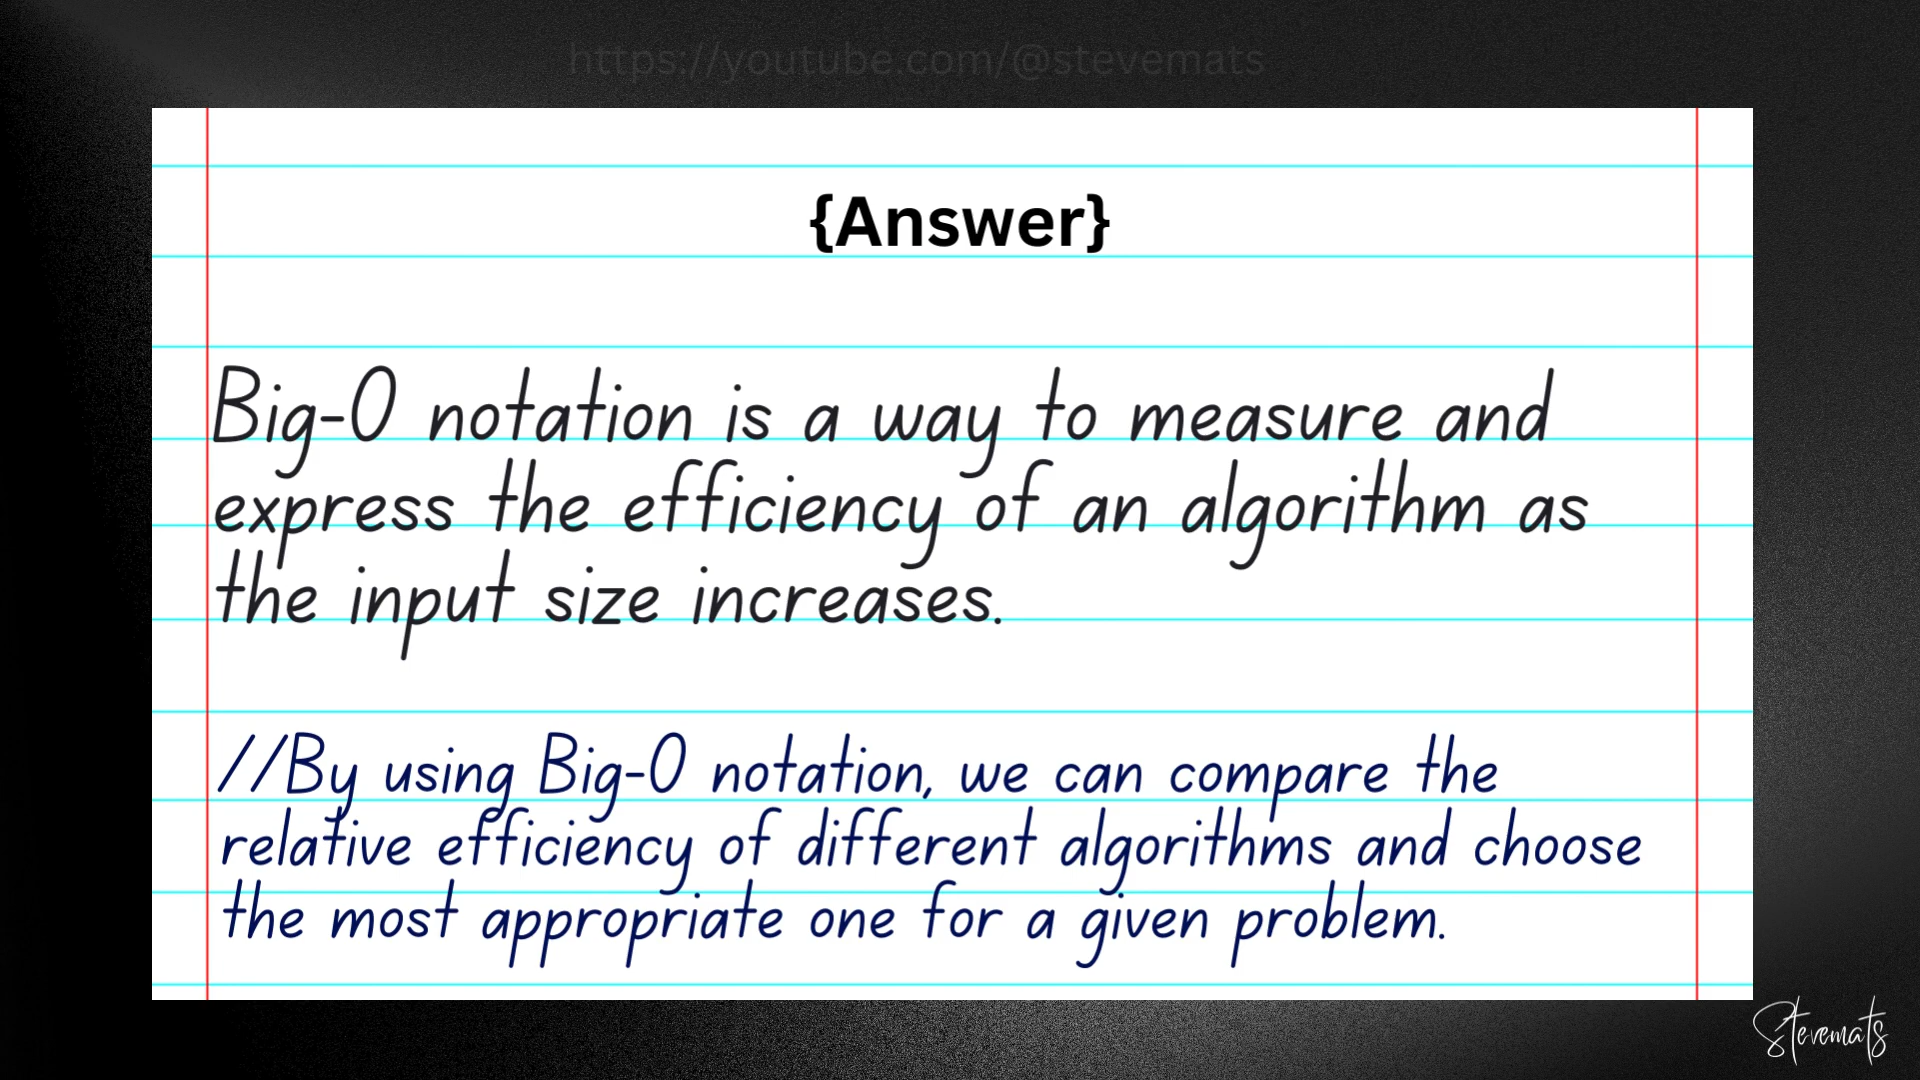 https://youtube.com/@stevemats
{Answer}
Big-O notation is a way to measure and
express the efficiency of an algorithm as
the input size increases.
//By using Big-O notation, we can compare the
relative efficiency of different algorithms and choose
the most appropriate one for a given problem.
Stevemats